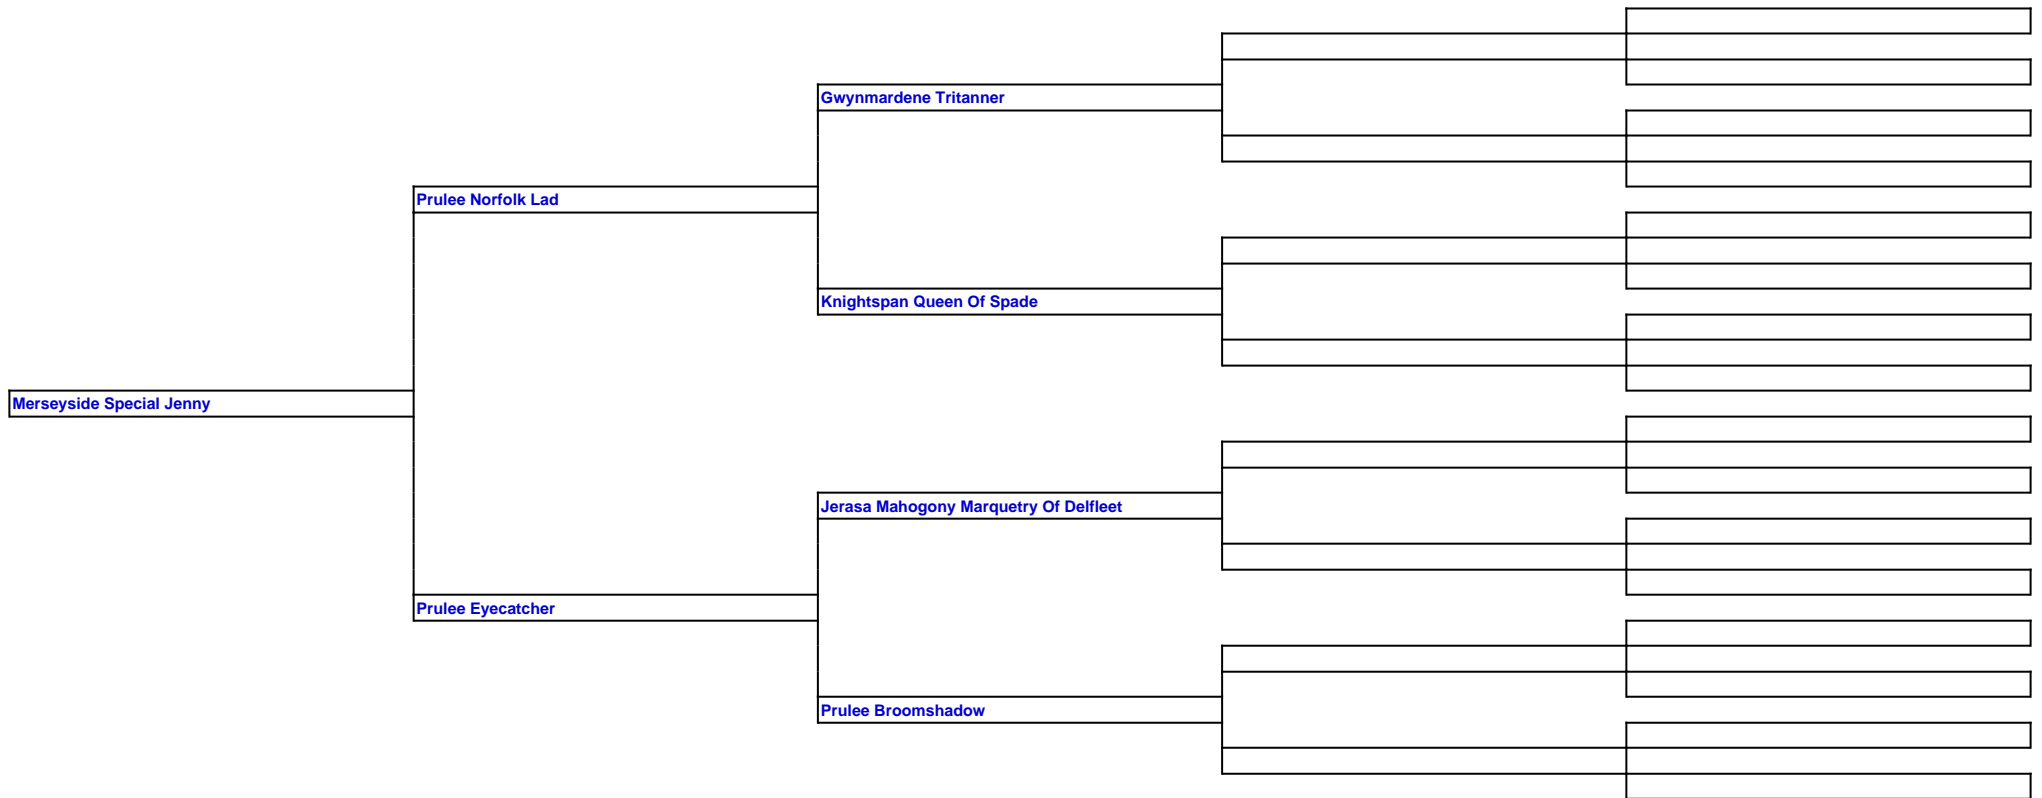 Gwynmardene Tritanner
Prulee Norfolk Lad
Knightspan Queen Of Spade
Merseyside Special Jenny
Jerasa Mahogony Marquetry Of Delfleet
Prulee Eyecatcher
Prulee Broomshadow